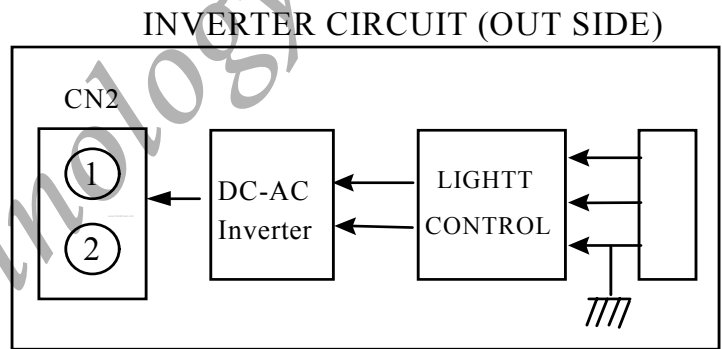 INVERTER CIRCUIT (OUT SIDE)
CN2
1
2
DC-AC
Inverter
LIGHTT
CONTROL